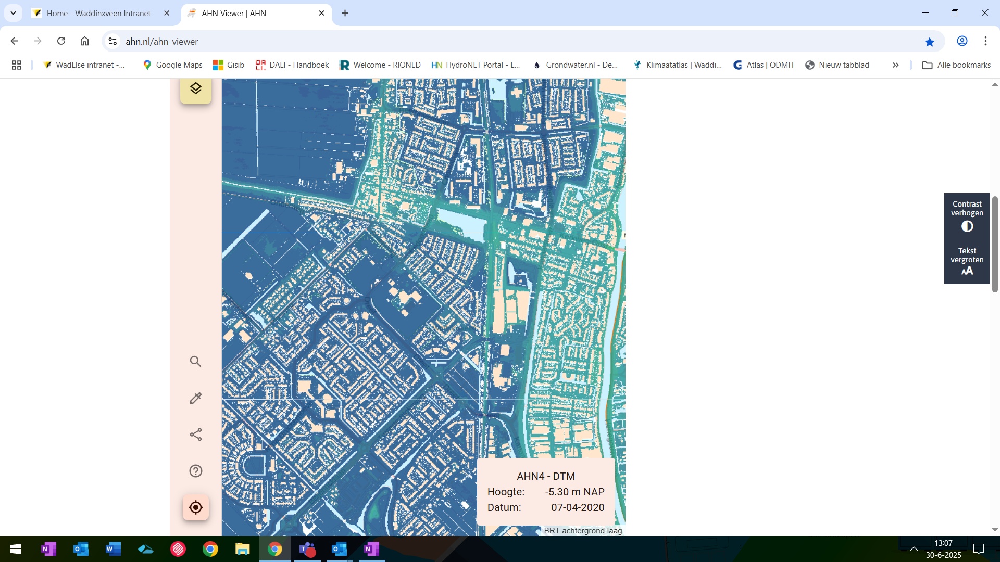 Home - Waddinxveen Intranet
AHN Viewer | AHN
ahn.nl/ahn-viewer
WadElse intranet -...
Google Maps
Gisib
DALI - Handboek
Welcome - RIONED
HydroNET Portal - L...
Grondwater.nl - De...
Klimaatatlas | Waddi...
Atlas | ODMH
Nieuw tabblad
Alle bookmarks
Contrast
verhogen
Tekst
vergroten
AHN4 - DTM
Hoogte: -5.30 m NAP
Datum: 07-04-2020
BRT achtergrond laag
13:07
30-6-2025